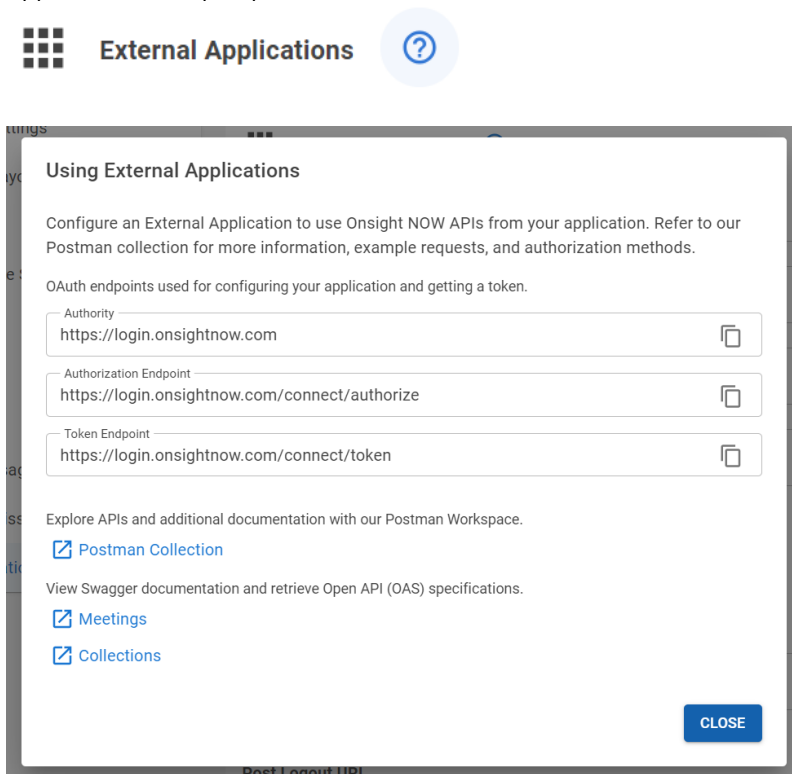 External Applications
ttings
Using External Applications
Configure an External Application to use Onsight NOW APIs from your application. Refer to our
Postman collection for more information, example requests, and authorization methods.
OAuth endpoints used for configuring your application and getting a token.
Authority
https://login.onsightnow.com
Authorization Endpoint
https://login.onsightnow.com/connect/authorize
Token Endpoint
https://login.onsightnow.com/connect/token
Explore APIs and additional documentation with our Postman Workspace.
Postman Collection
View Swagger documentation and retrieve Open API (OAS) specifications.
Meetings
Collections
CLOSE
Post Logout URL